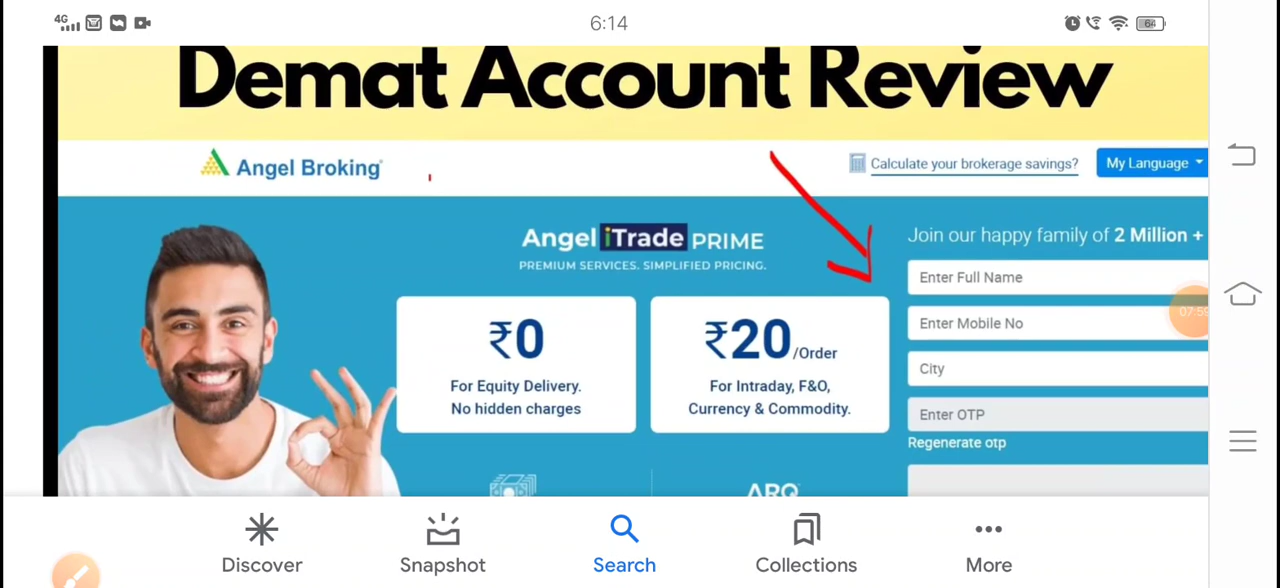 4G 6:14 64
Demat Account Review
Angel Broking
Calculate your brokerage savings?
My Language
Angel iTrade PRIME
PREMIUM SERVICES. SIMPLIFIED PRICING.
₹0
For Equity Delivery.
No hidden charges
₹20/Order
For Intraday, F&O,
Currency & Commodity.
ARQ
Join our happy family of 2 Million +
Enter Full Name
Enter Mobile No
City
Enter OTP
Regenerate otp
07:59
Discover
Snapshot
Search
Collections
More